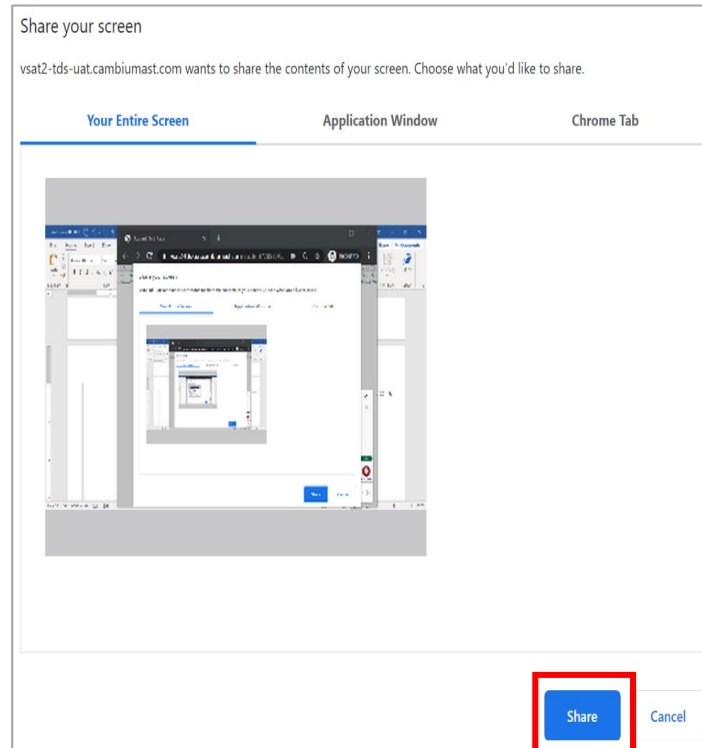 Share your screen
vsat2-tds-uat.cambiumast.com wants to share the contents of your screen. Choose what you'd like to share.
Your Entire Screen Application Window Chrome Tab
Share Cancel